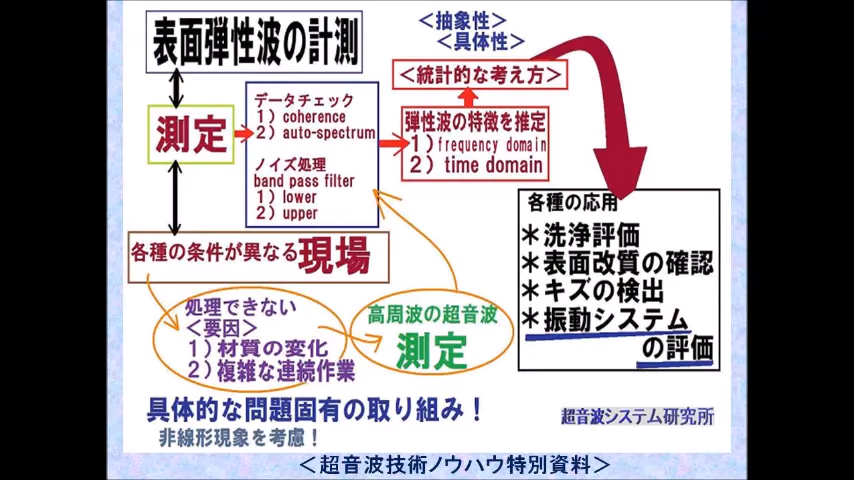 表面弾性波の計測
＜抽象性＞
＜具体性＞
＜統計的な考え方＞
測定
データチェック
１）coherence
２）auto-spectrum
ノイズ処理
band pass filter
１）lower
２）upper
弾性波の特徴を推定
１）frequency domain
２）time domain
各種の応用
＊洗浄評価
＊表面改質の確認
＊キズの検出
＊振動システム
の評価
各種の条件が異なる現場
処理できない
＜要因＞
１）材質の変化
２）複雑な連続作業
高周波の超音波
測定
具体的な問題固有の取り組み！
非線形現象を考慮！
超音波システム研究所
＜超音波技術ノウハウ特別資料＞